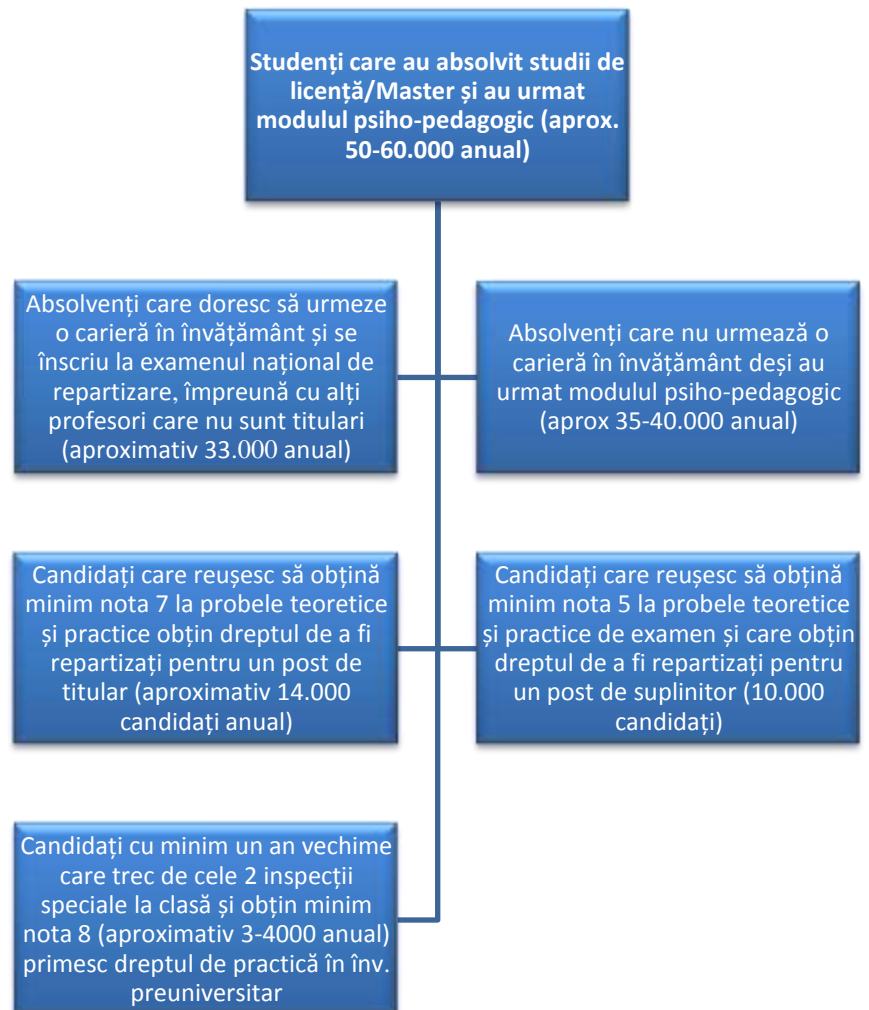 Studenți care au absolvit studii de
licență/Master și au urmat
modulul psiho-pedagogic (aprox.
50-60.000 anual)
Absolvenți care doresc să urmeze
o carieră în învățământ și se
înscriu la examenul național de
repartizare, împreună cu alți
profesori care nu sunt titulari
(aproximativ 33.000 anual)
Absolvenți care nu urmează o
carieră în învățământ deși au
urmat modulul psiho-pedagogic
(aprox 35-40.000 anual)
Candidați care reușesc să obțină
minim nota 7 la probele teoretice
și practice obțin dreptul de a fi
repartizați pentru un post de
titular (aproximativ 14.000
candidați anual)
Candidați care reușesc să obțină
minim nota 5 la probele teoretice
și practice de examen și care obțin
dreptul de a fi repartizați pentru
un post de suplinitor (10.000
candidați)
Candidați cu minim un an vechime
care trec de cele 2 inspecții
speciale la clasă și obțin minim
nota 8 (aproximativ 3-4000 anual)
primesc dreptul de practică în înv.
preuniversitar